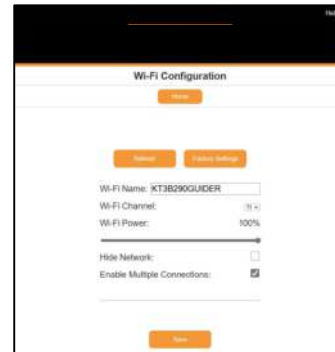 Wi-Fi Configuration
Home
Factory Settings
Wi-Fi Name: KT3B290GUIDER
Wi-Fi Channel: 11
Wi-Fi Power: 100%
Hide Network:
Enable Multiple Connections:
Save